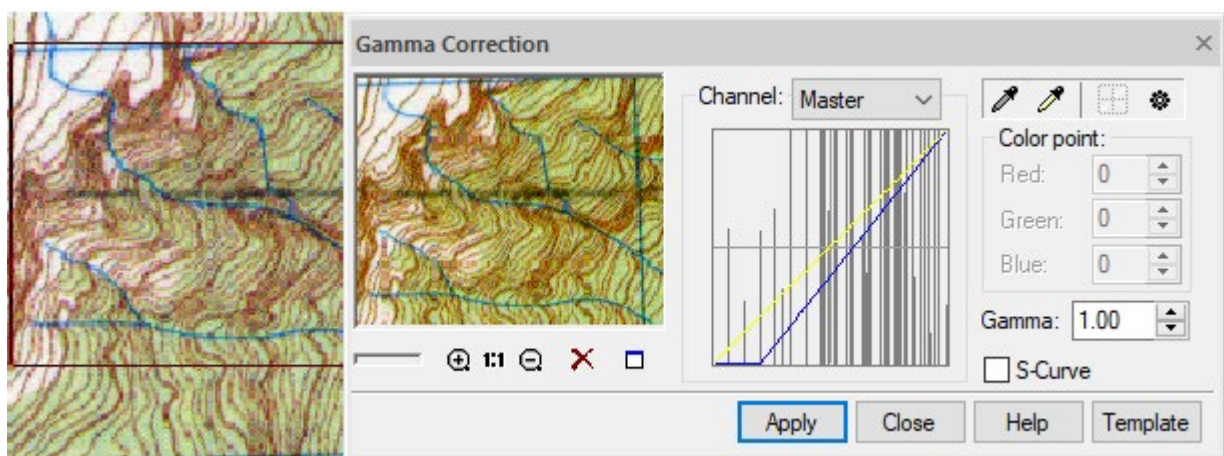 Gamma Correction
Channel: Master
Color point:
Red: 0
Green: 0
Blue: 0
Gamma: 1.00
1:1
S-Curve
Apply Close Help Template